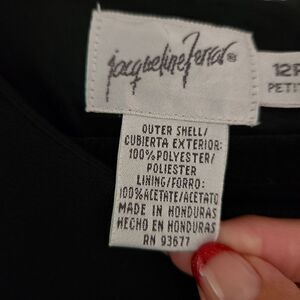 jacqueline ferrar®
12P
PETIT
OUTER SHELL/
CUBIERTA EXTERIOR:
100%POLYESTER/
POLIESTER
LINING/FORRO:
100%ACETATE/ACETATO
MADE IN HONDURAS
HECHO EN HONDURAS
RN 93677